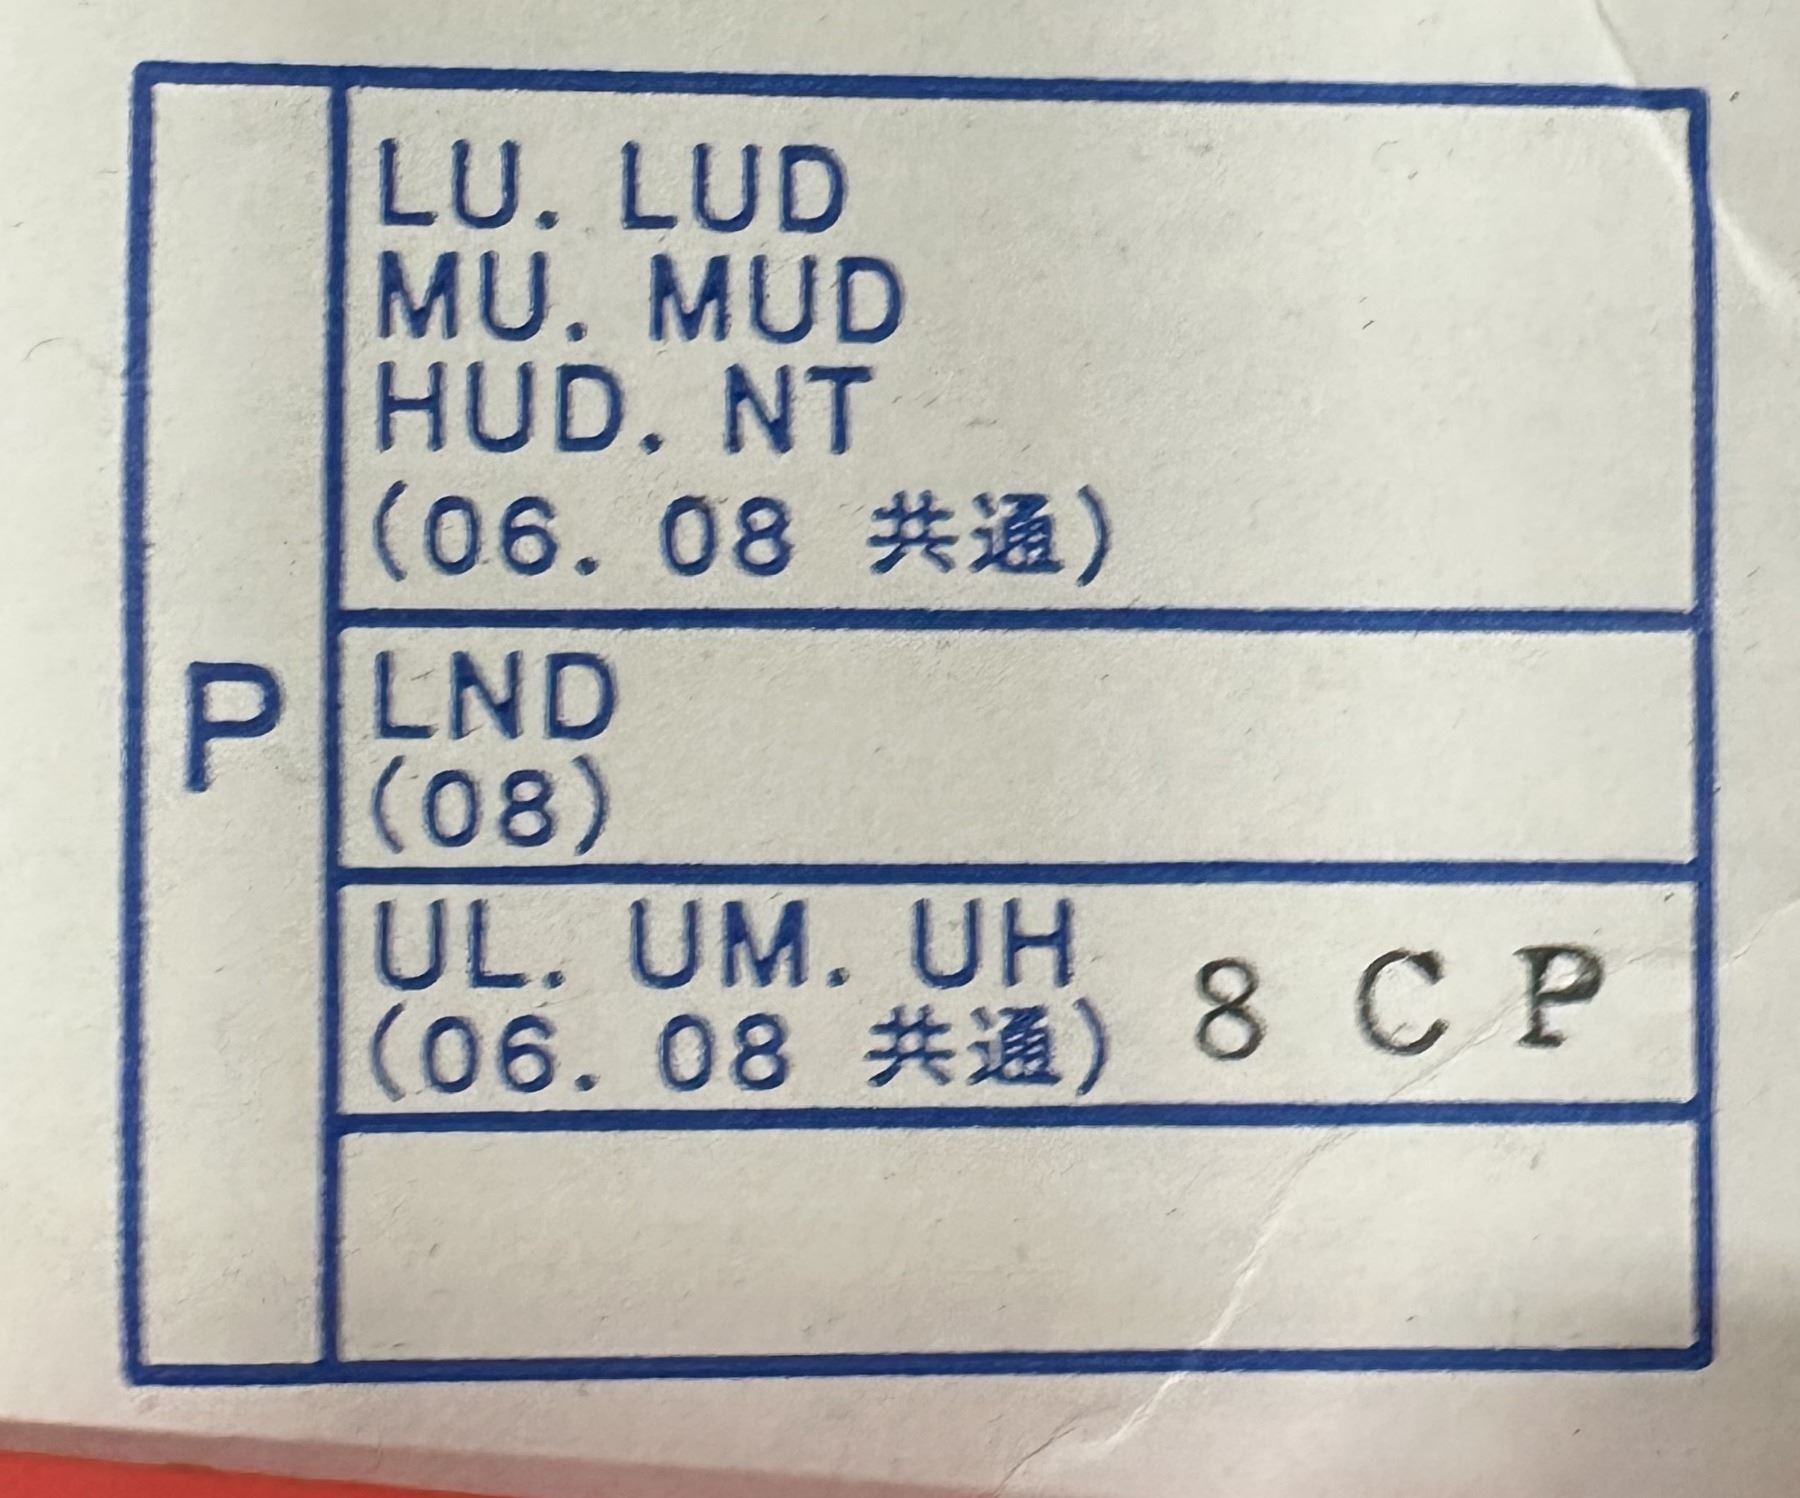 P
LU. LUD
MU. MUD
HUD. NT
(06. 08 共通)
LND
(08)
UL. UM. UH
(06. 08 共通) 8 C P